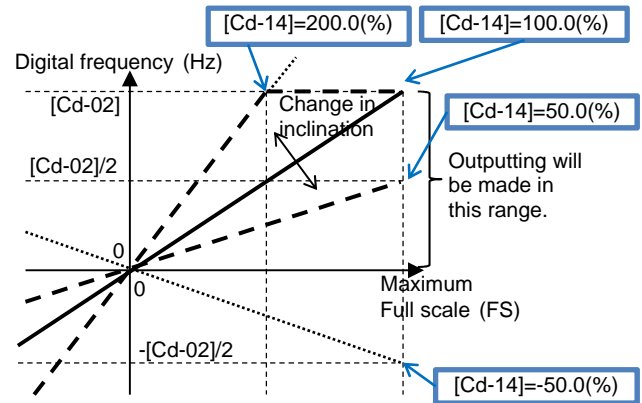 [Cd-14]=200.0(%)
[Cd-14]=100.0(%)
Digital frequency (Hz)
[Cd-02]
Change in
inclination
[Cd-14]=50.0(%)
[Cd-02]/2
Outputting will
be made in
this range.
0
0
Maximum
Full scale (FS)
-[Cd-02]/2
[Cd-14]=-50.0(%)